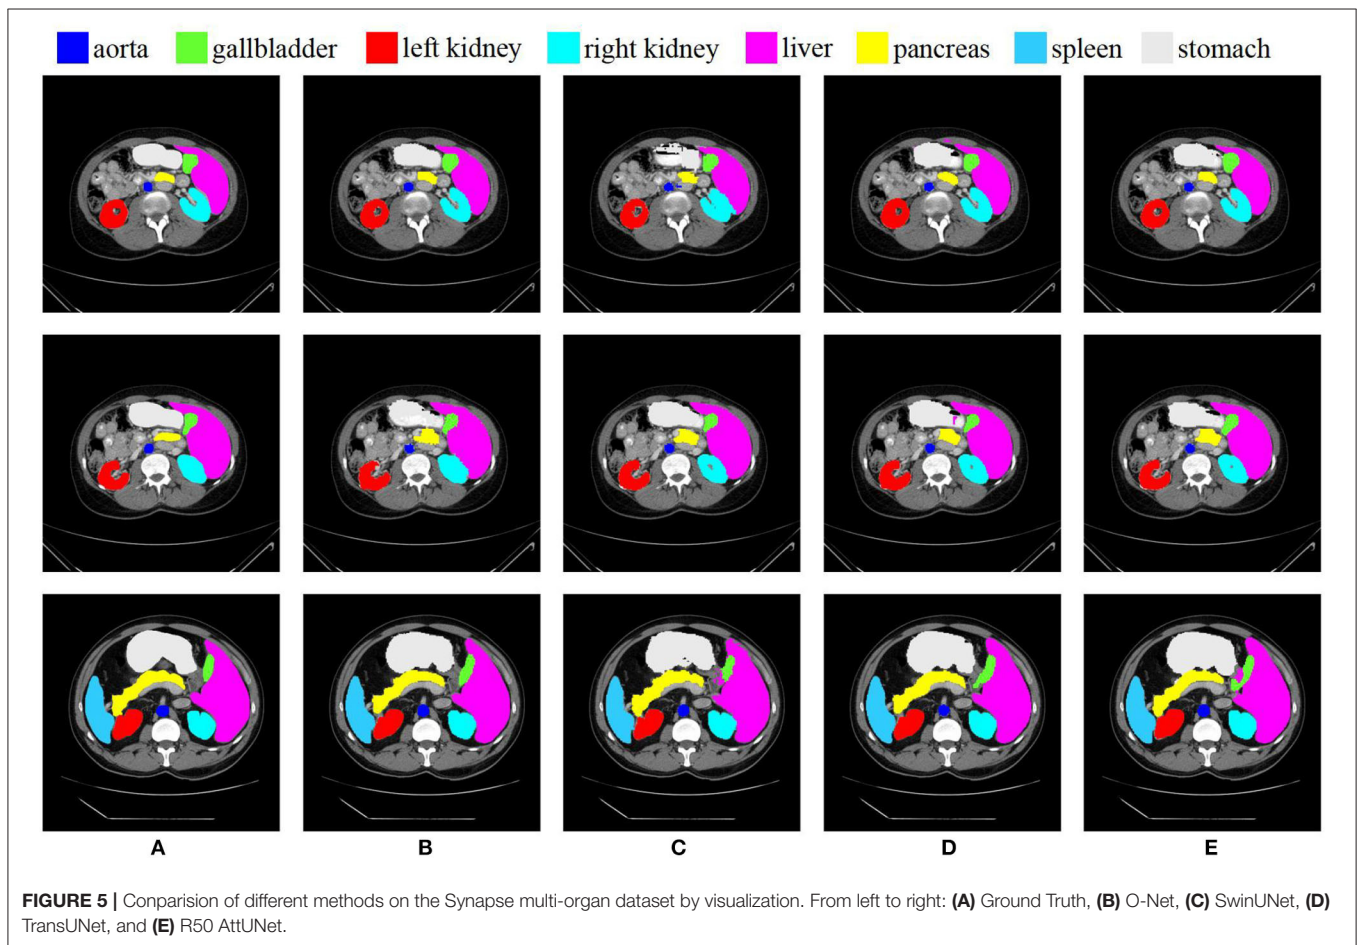 aorta gallbladder left kidney right kidney liver pancreas spleen stomach
A B C D E
FIGURE 5 | Conparision of different methods on the Synapse multi-organ dataset by visualization. From left to right: (A) Ground Truth, (B) O-Net, (C) SwinUNet, (D)
TransUNet, and (E) R50 AttUNet.